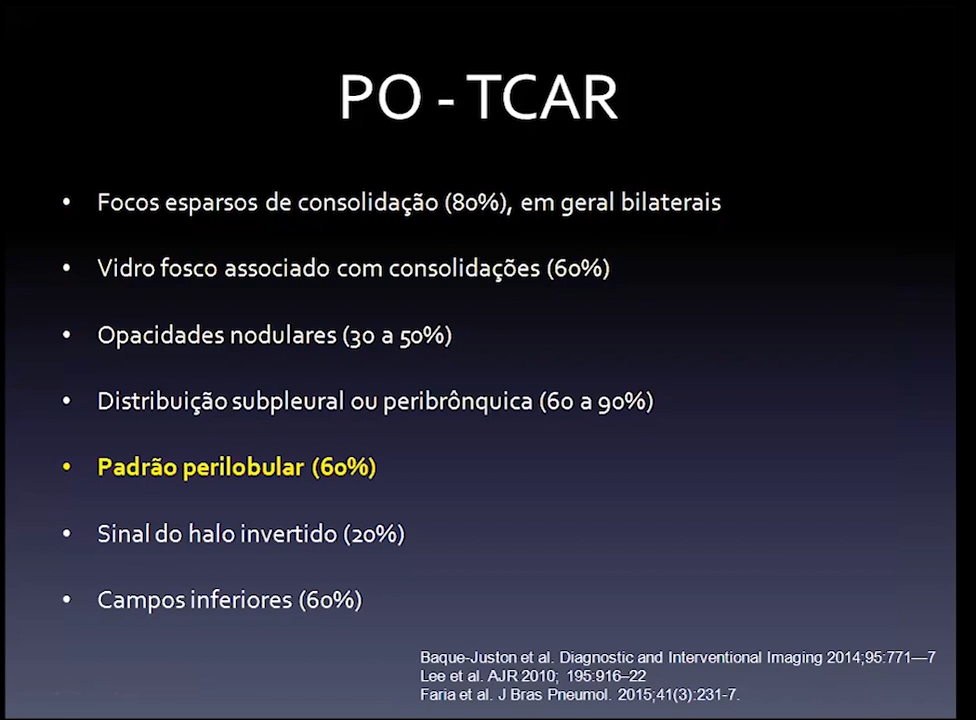 PO - TCAR
• Focos esparsos de consolidação (80%), em geral bilaterais
• Vidro fosco associado com consolidações (60%)
• Opacidades nodulares (30 a 50%)
• Distribuição subpleural ou peribrônquica (60 a 90%)
• Padrão perilobular (60%)
• Sinal do halo invertido (20%)
• Campos inferiores (60%)
Baque-Juston et al. Diagnostic and Interventional Imaging 2014;95:771—7
Lee et al. AJR 2010; 195:916–22
Faria et al. J Bras Pneumol. 2015;41(3):231-7.